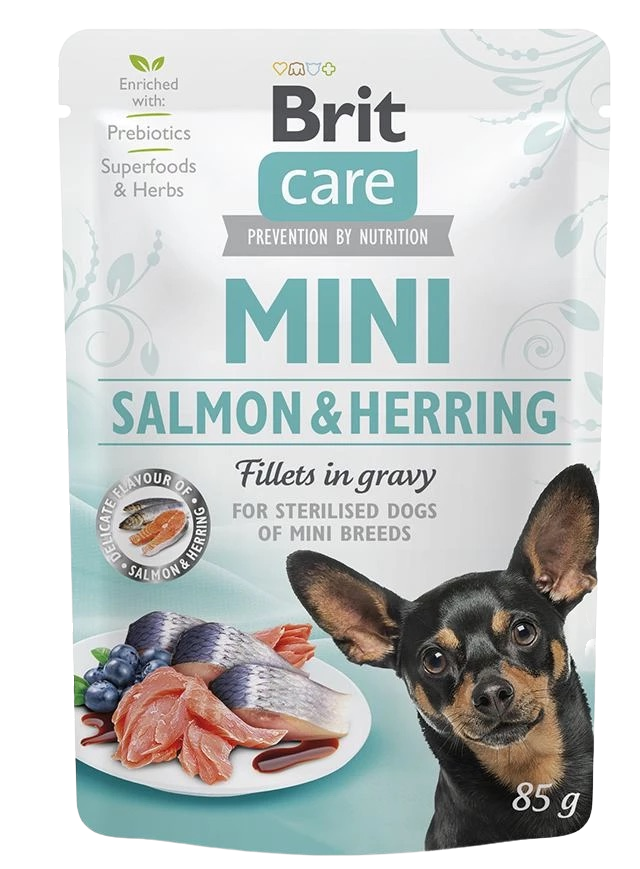 Enriched
with:
Prebiotics
Superfoods
& Herbs
Brit
care
PREVENTION BY NUTRITION
MINI
SALMON & HERRING
Fillets in gravy
FOR STERILISED DOGS
OF MINI BREEDS
DELICATE FLAVOUR OF
• SALMON & HERRING •
85 g